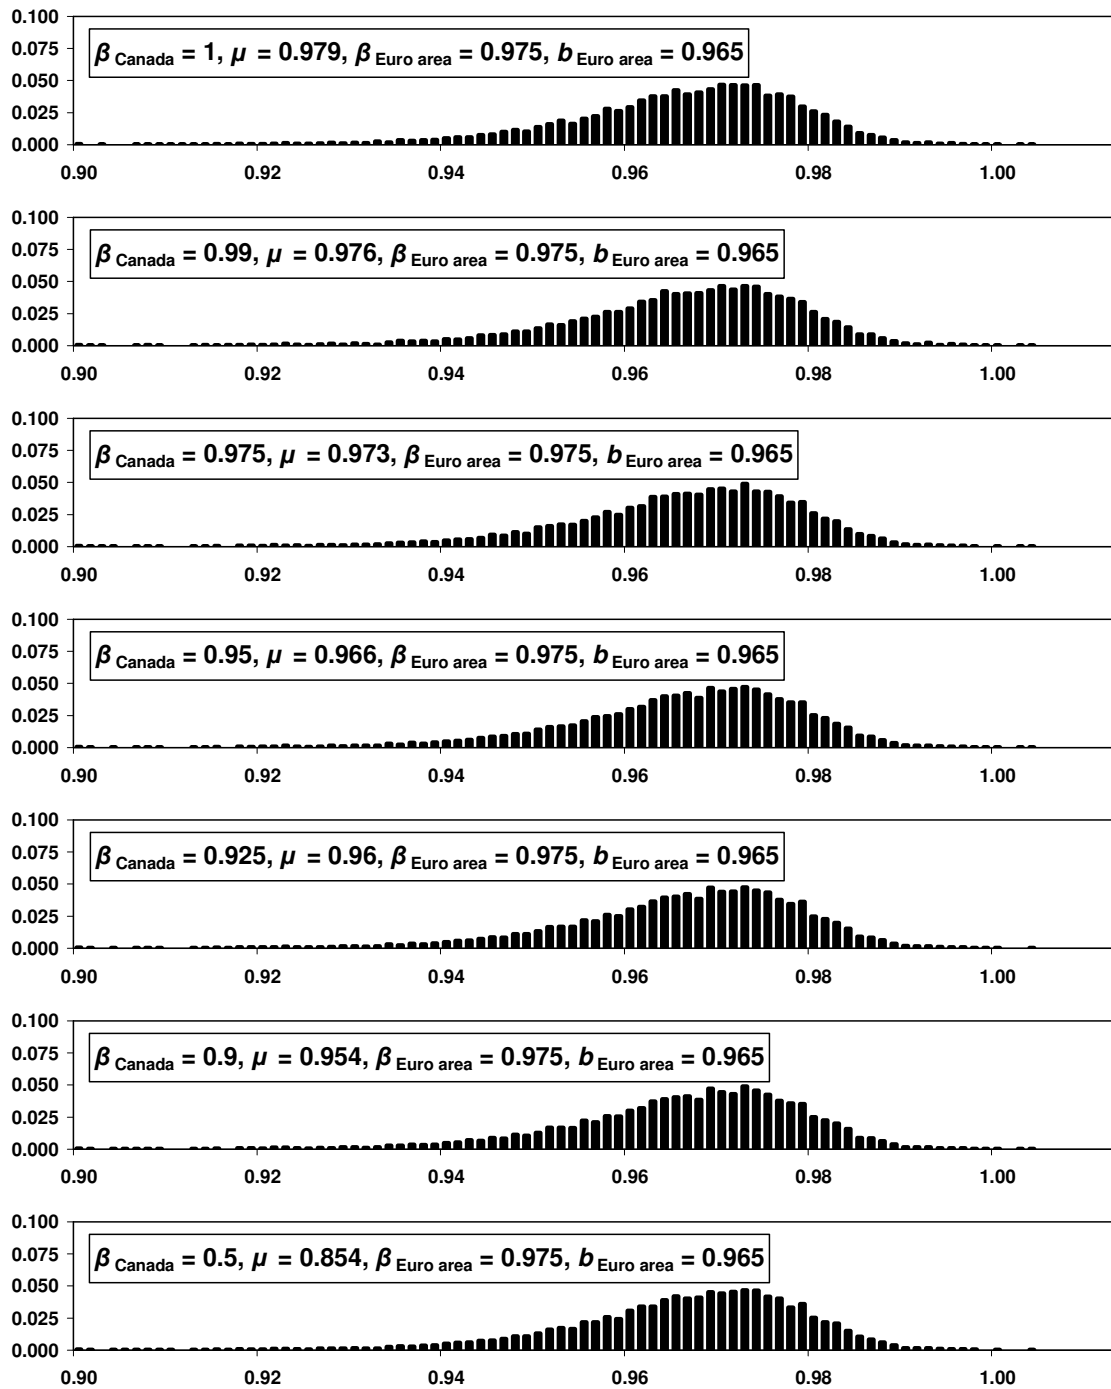 0.100
β Canada = 1, μ = 0.979, β Euro area = 0.975, b Euro area = 0.965
0.075
0.050
0.025
0.000
0.90 0.92 0.94 0.96 0.98 1.00
0.100
β Canada = 0.99, μ = 0.976, β Euro area = 0.975, b Euro area = 0.965
0.075
0.050
0.025
0.000
0.90 0.92 0.94 0.96 0.98 1.00
0.100
β Canada = 0.975, μ = 0.973, β Euro area = 0.975, b Euro area = 0.965
0.075
0.050
0.025
0.000
0.90 0.92 0.94 0.96 0.98 1.00
0.100
β Canada = 0.95, μ = 0.966, β Euro area = 0.975, b Euro area = 0.965
0.075
0.050
0.025
0.000
0.90 0.92 0.94 0.96 0.98 1.00
0.100
β Canada = 0.925, μ = 0.96, β Euro area = 0.975, b Euro area = 0.965
0.075
0.050
0.025
0.000
0.90 0.92 0.94 0.96 0.98 1.00
0.100
β Canada = 0.9, μ = 0.954, β Euro area = 0.975, b Euro area = 0.965
0.075
0.050
0.025
0.000
0.90 0.92 0.94 0.96 0.98 1.00
0.100
β Canada = 0.5, μ = 0.854, β Euro area = 0.975, b Euro area = 0.965
0.075
0.050
0.025
0.000
0.90 0.92 0.94 0.96 0.98 1.00